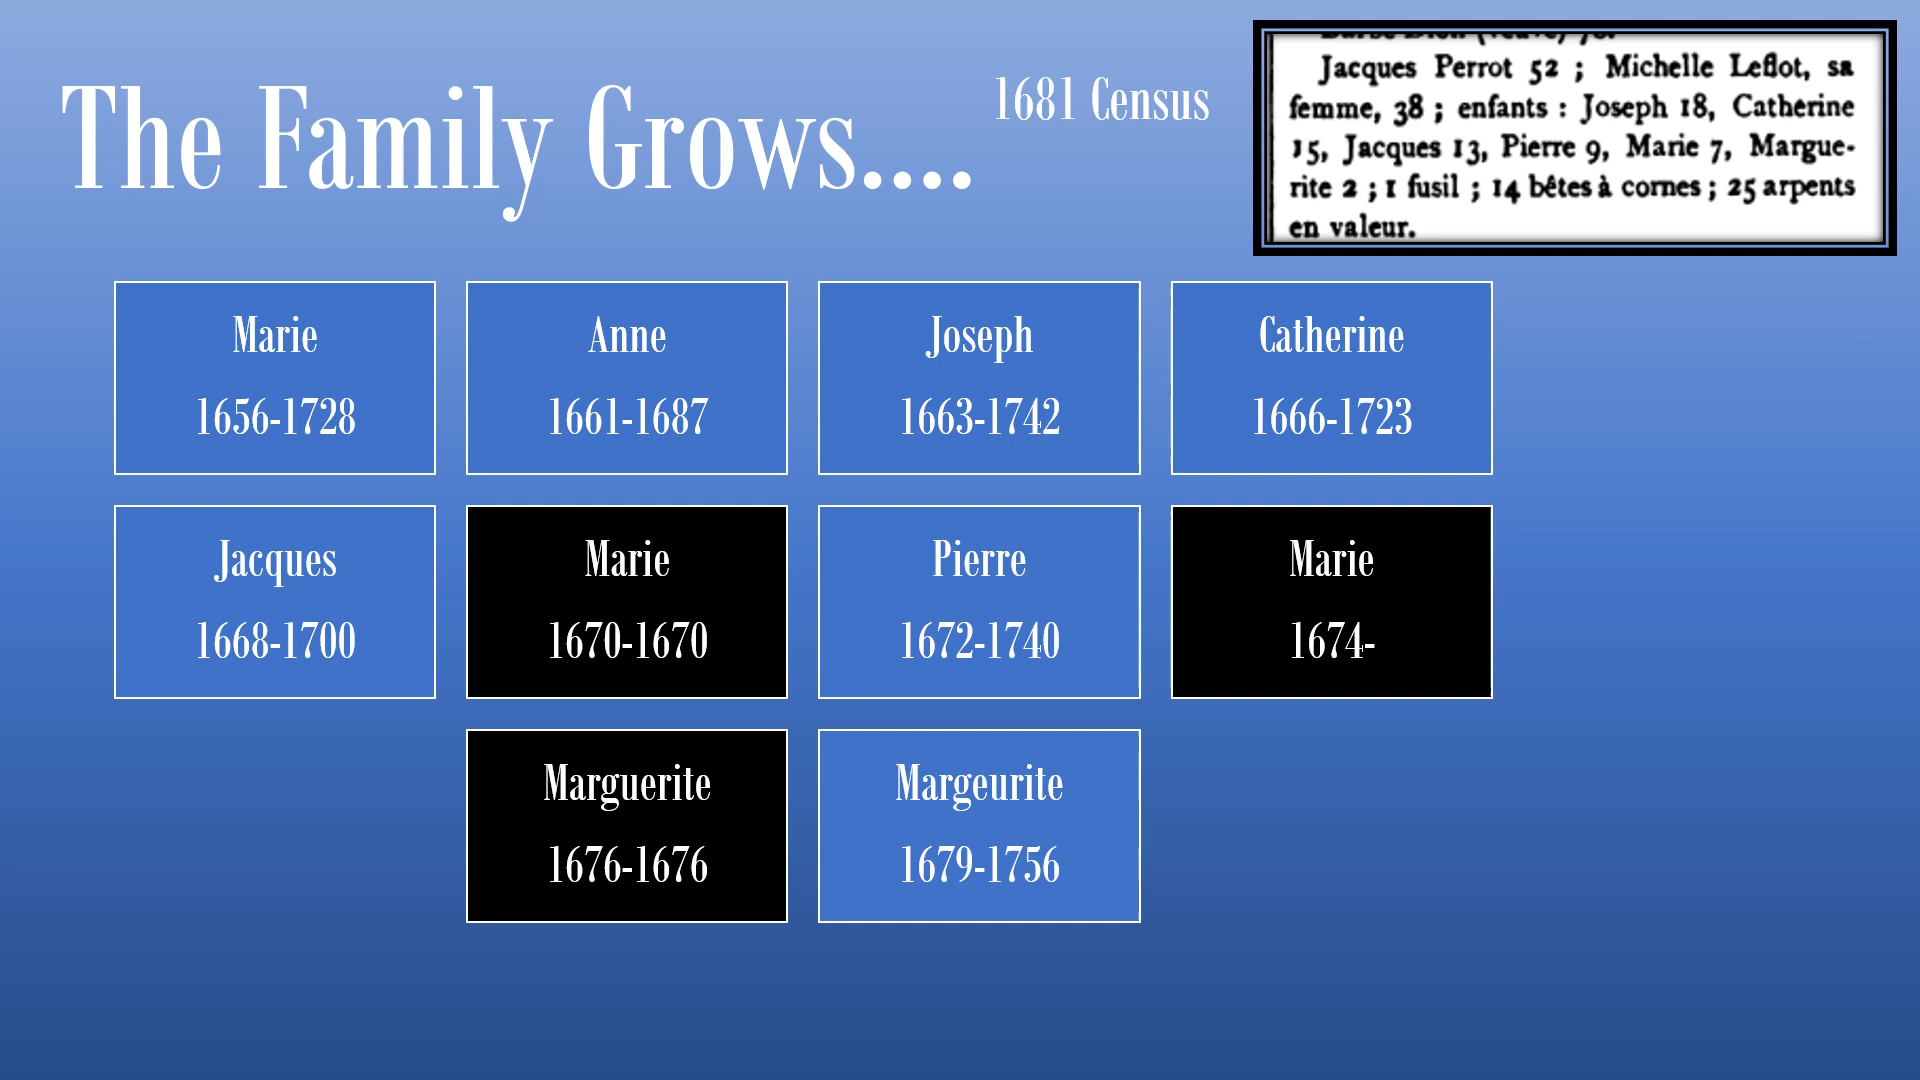 The Family Grows....
1681 Census
Jacques Perrot 52 ; Michelle Leflot, sa
femme, 38 ; enfants : Joseph 18, Catherine
15, Jacques 13, Pierre 9, Marie 7, Margue-
rite 2 ; 1 fusil ; 14 bêtes à cornes ; 25 arpents
en valeur.
Marie
1656-1728
Anne
1661-1687
Joseph
1663-1742
Catherine
1666-1723
Jacques
1668-1700
Marie
1670-1670
Pierre
1672-1740
Marie
1674-
Marguerite
1676-1676
Margeurite
1679-1756